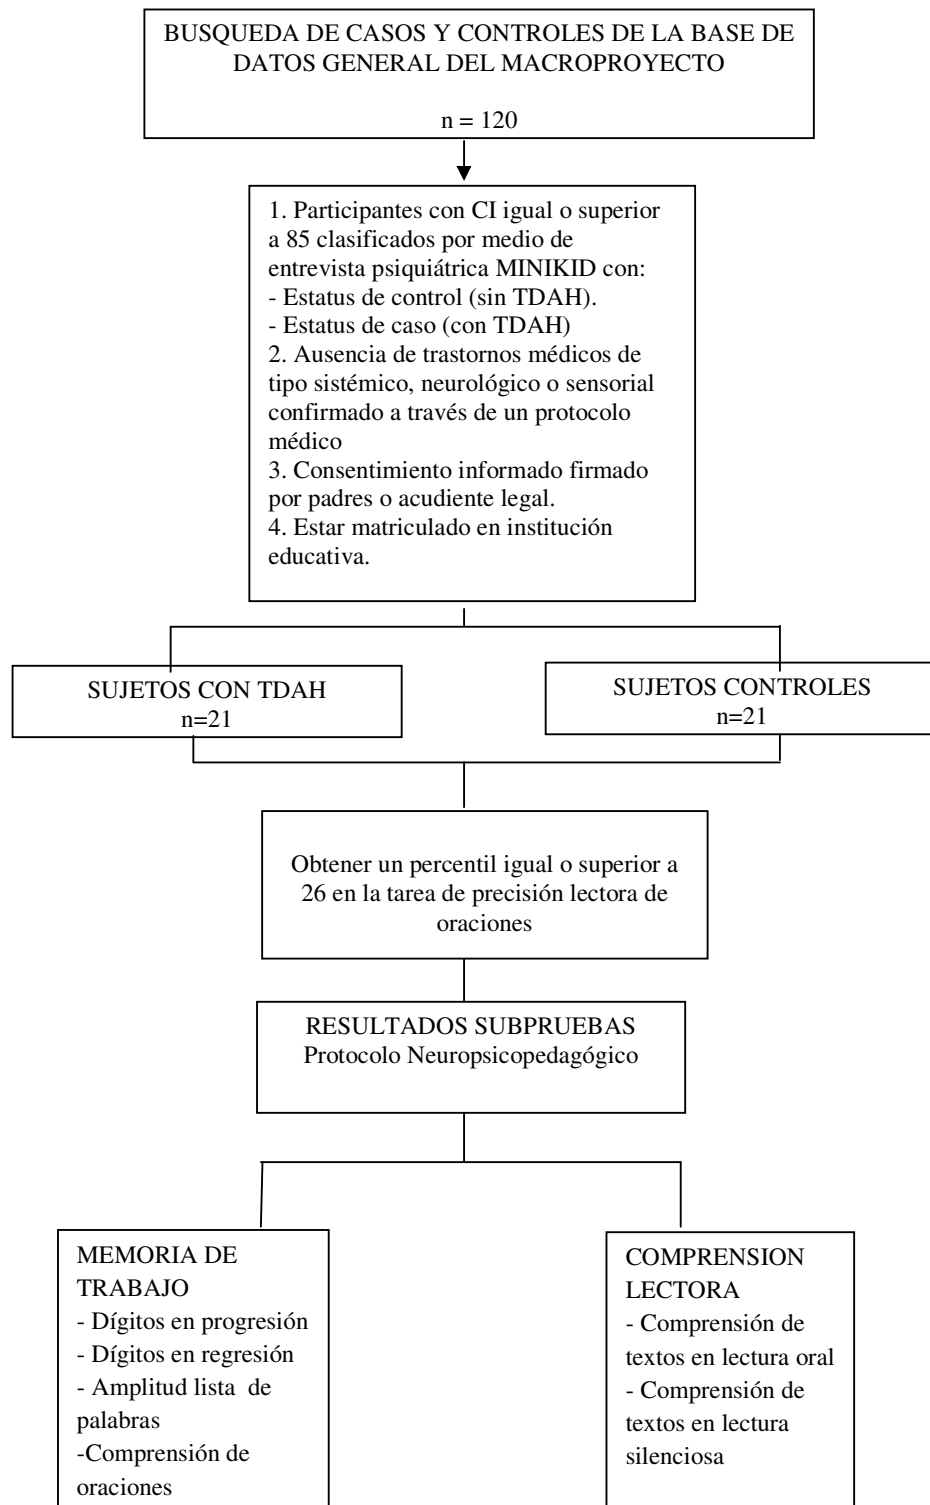 BUSQUEDA DE CASOS Y CONTROLES DE LA BASE DE
DATOS GENERAL DEL MACROPROYECTO
n = 120
1. Participantes con CI igual o superior
a 85 clasificados por medio de
entrevista psiquiátrica MINIKID con:
- Estatus de control (sin TDAH).
- Estatus de caso (con TDAH)
2. Ausencia de trastornos médicos de
tipo sistémico, neurológico o sensorial
confirmado a través de un protocolo
médico
3. Consentimiento informado firmado
por padres o acudiente legal.
4. Estar matriculado en institución
educativa.
SUJETOS CON TDAH
n=21
SUJETOS CONTROLES
n=21
Obtener un percentil igual o superior a
26 en la tarea de precisión lectora de
oraciones
RESULTADOS SUBPRUEBAS
Protocolo Neuropsicopedagógico
MEMORIA DE
TRABAJO
- Dígitos en progresión
- Dígitos en regresión
- Amplitud lista de
palabras
-Comprensión de
oraciones
COMPRENSION
LECTORA
- Comprensión de
textos en lectura oral
- Comprensión de
textos en lectura
silenciosa